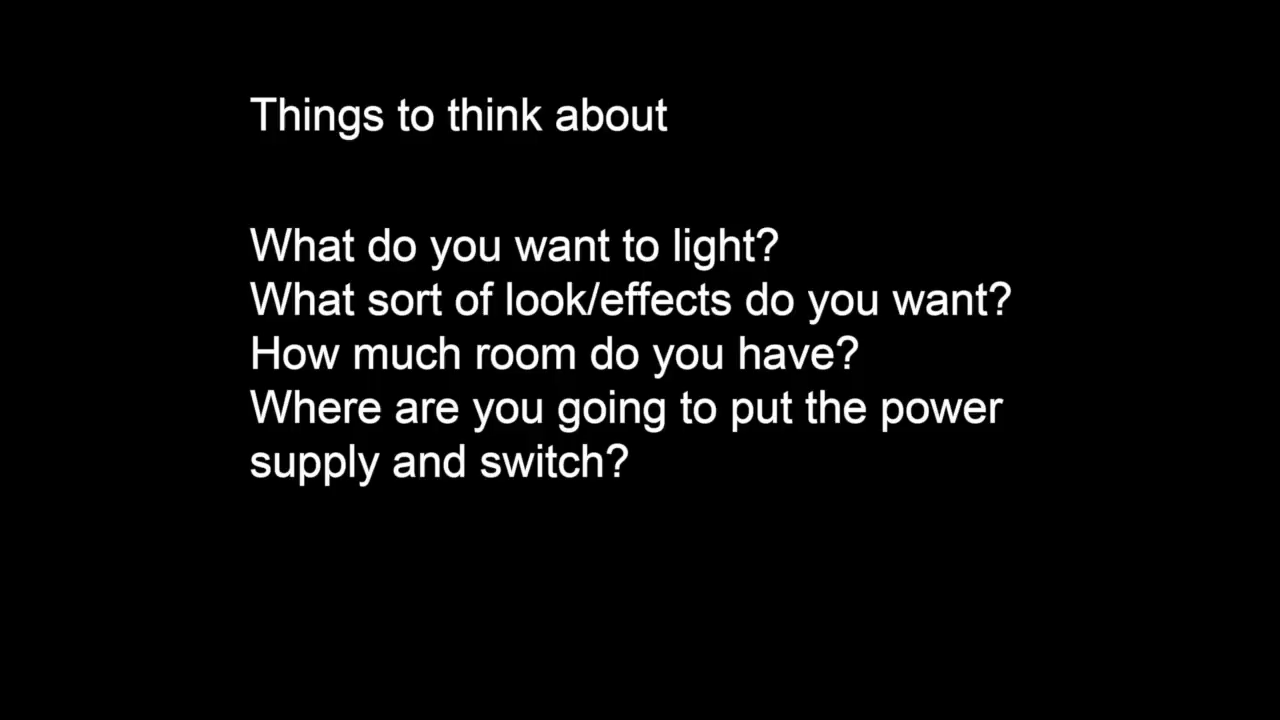 Things to think about
What do you want to light?
What sort of look/effects do you want?
How much room do you have?
Where are you going to put the power
supply and switch?